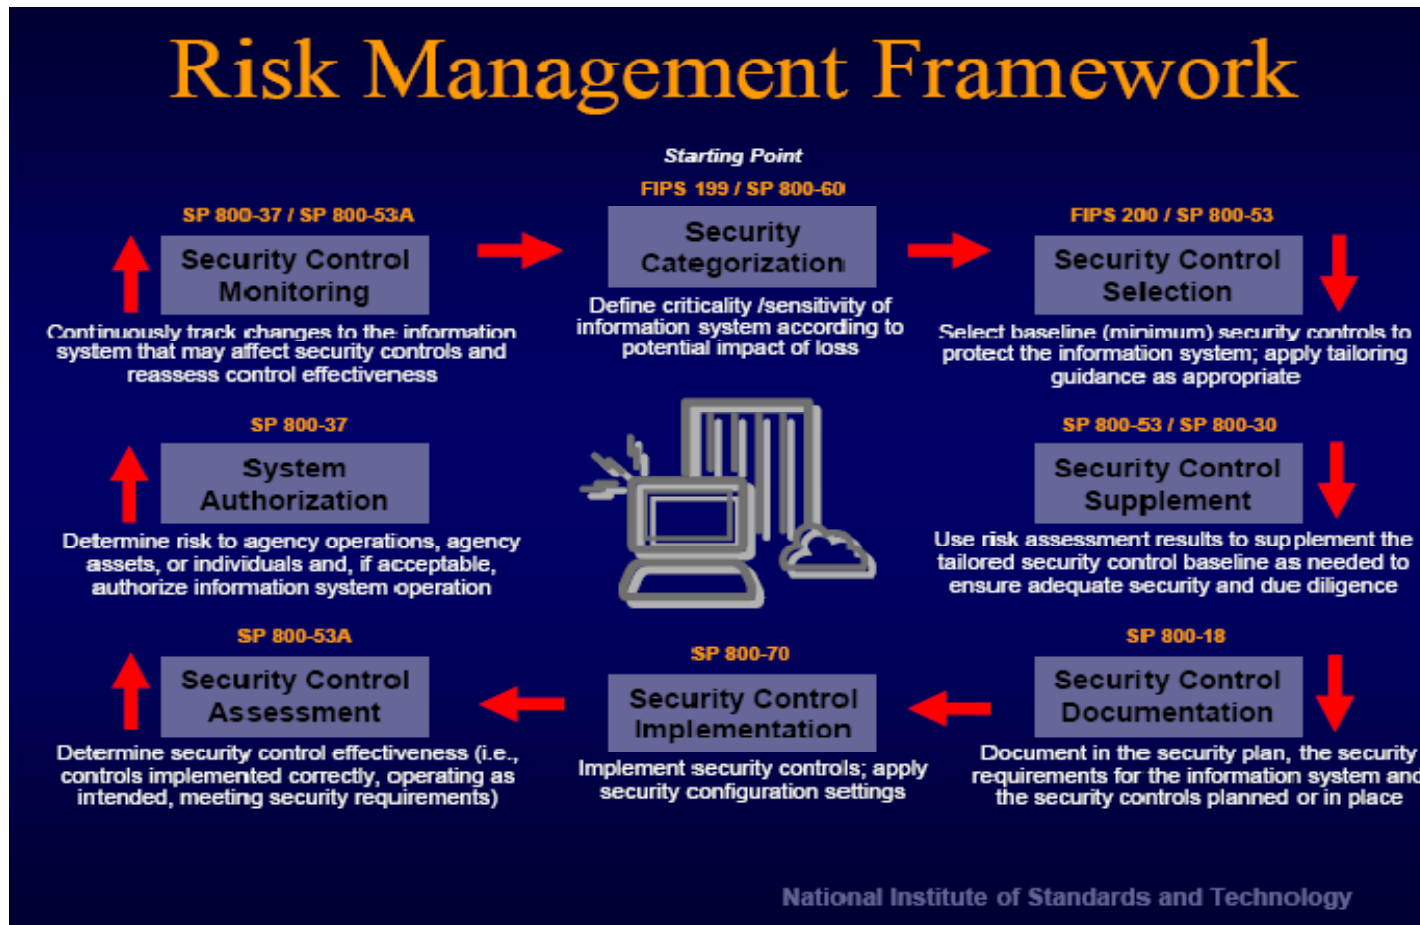 Risk Management Framework
Starting Point
FIPS 199 / SP 800-60
Security
Categorization
Define criticality /sensitivity of
information system according to
potential impact of loss
FIPS 200 / SP 800-53
Security Control
Selection
Select baseline (minimum) security controls to
protect the information system; apply tailoring
guidance as appropriate
SP 800-53 / SP 800-30
Security Control
Supplement
Use risk assessment results to supplement the
tailored security control baseline as needed to
ensure adequate security and due diligence
SP 800-18
Security Control
Documentation
Document in the security plan, the security
requirements for the information system and
the security controls planned or in place
SP 800-70
Security Control
Implementation
Implement security controls; apply
security configuration settings
SP 800-53A
Security Control
Assessment
Determine security control effectiveness (i.e.,
controls implemented correctly, operating as
intended, meeting security requirements)
SP 800-37
System
Authorization
Determine risk to agency operations, agency
assets, or individuals and, if acceptable,
authorize information system operation
SP 800-37 / SP 800-53A
Security Control
Monitoring
Continuously track changes to the information
system that may affect security controls and
reassess control effectiveness
National Institute of Standards and Technology